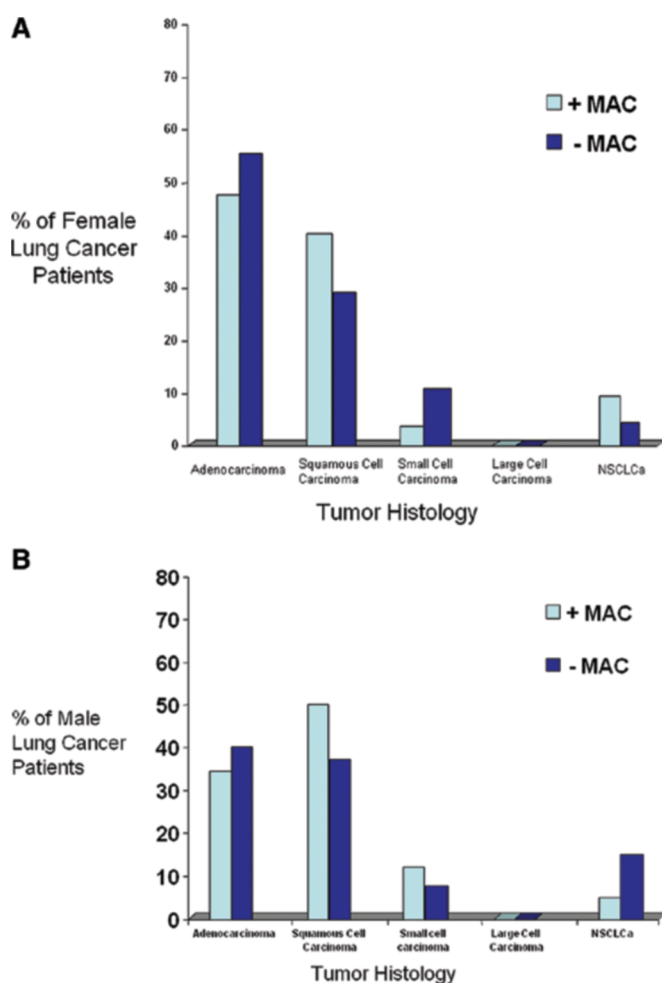 A
80
70
60
50
40
30
20
10
0
+ MAC
- MAC
% of Female
Lung Cancer
Patients
Adenocarcinoma
Squamous Cell
Carcinoma
Small Cell
Carcinoma
Large Cell
Carcinoma
NSCLCa
Tumor Histology
B
80
70
60
50
40
30
20
10
0
+ MAC
- MAC
% of Male
Lung Cancer
Patients
Adenocarcinoma
Squamous Cell
Carcinoma
Small cell
carcinoma
Large Cell
Carcinoma
NSCLCa
Tumor Histology